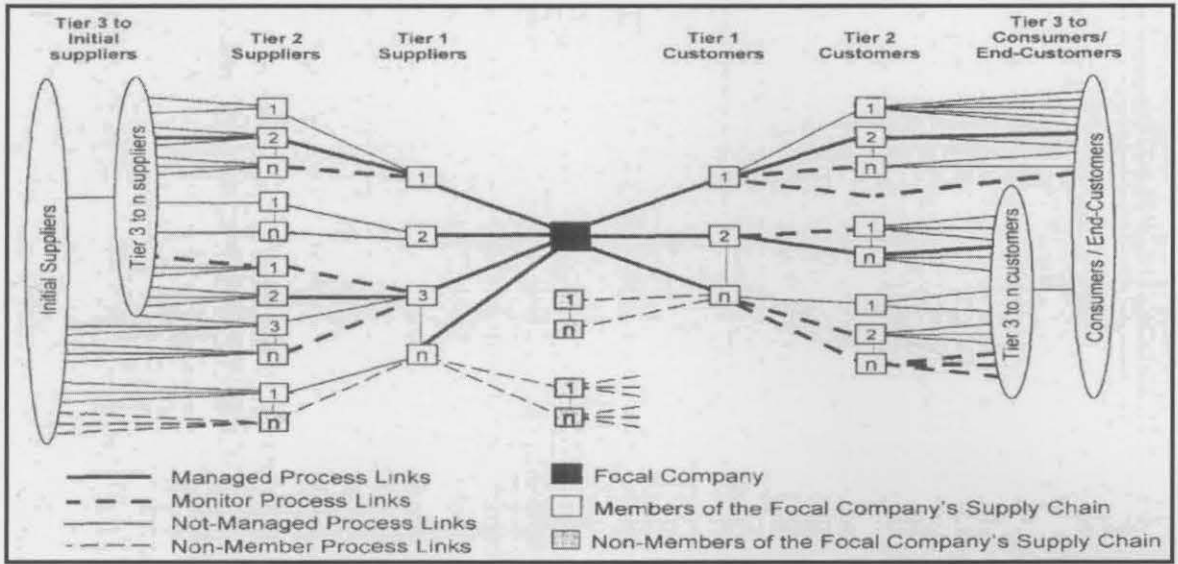 Tier 3 to
Initial
suppliers
Tier 2
Suppliers
Tier 1
Suppliers
Tier 1
Customers
Tier 2
Customers
Tier 3 to
Consumers/
End-Customers
Initial Suppliers
Tier 3 to n suppliers
1
2
n
1
n
1
2
3
n
1
n
1
2
3
n
1
n
1
n
1
2
n
1
2
n
1
n
1
2
n
Tier 3 to n customers
Consumers / End-Customers
Managed Process Links
Monitor Process Links
Not-Managed Process Links
Non-Member Process Links
Focal Company
Members of the Focal Company's Supply Chain
Non-Members of the Focal Company's Supply Chain